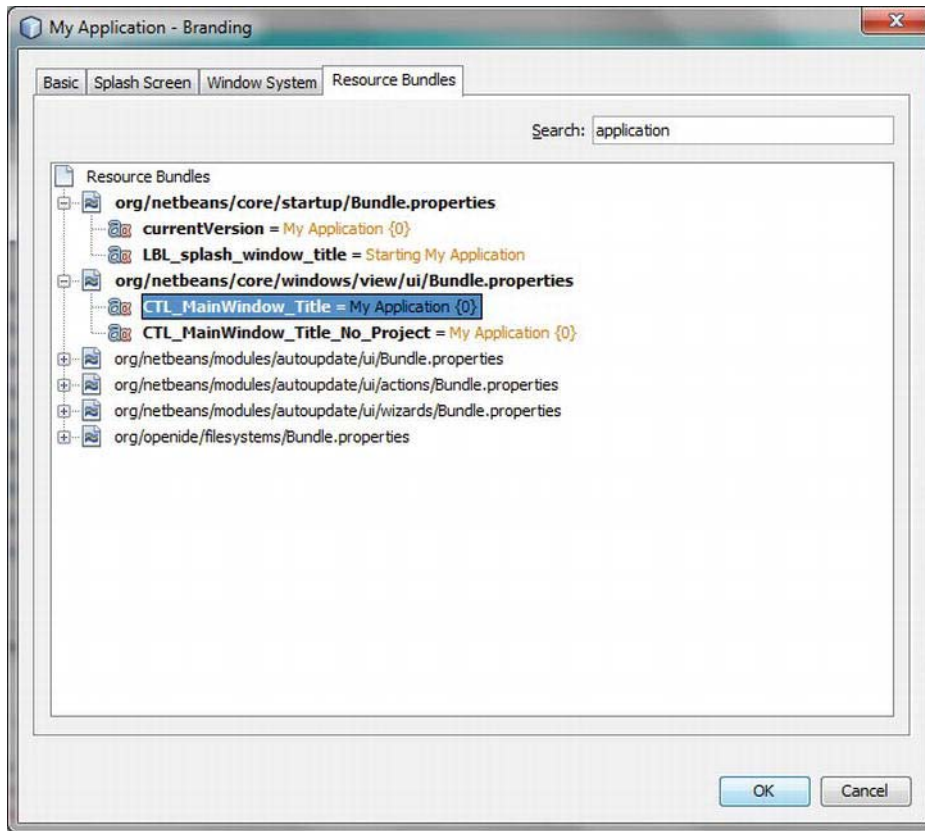 My Application - Branding
Basic Splash Screen Window System Resource Bundles
Search: application
Resource Bundles
org/netbeans/core/startup/Bundle.properties
currentVersion = My Application {0}
LBL_splash_window_title = Starting My Application
org/netbeans/core/windows/view/ui/Bundle.properties
CTL_MainWindow_Title = My Application {0}
CTL_MainWindow_Title_No_Project = My Application {0}
org/netbeans/modules/autoupdate/ui/Bundle.properties
org/netbeans/modules/autoupdate/ui/actions/Bundle.properties
org/netbeans/modules/autoupdate/ui/wizards/Bundle.properties
org/openide/filesystems/Bundle.properties
OK Cancel